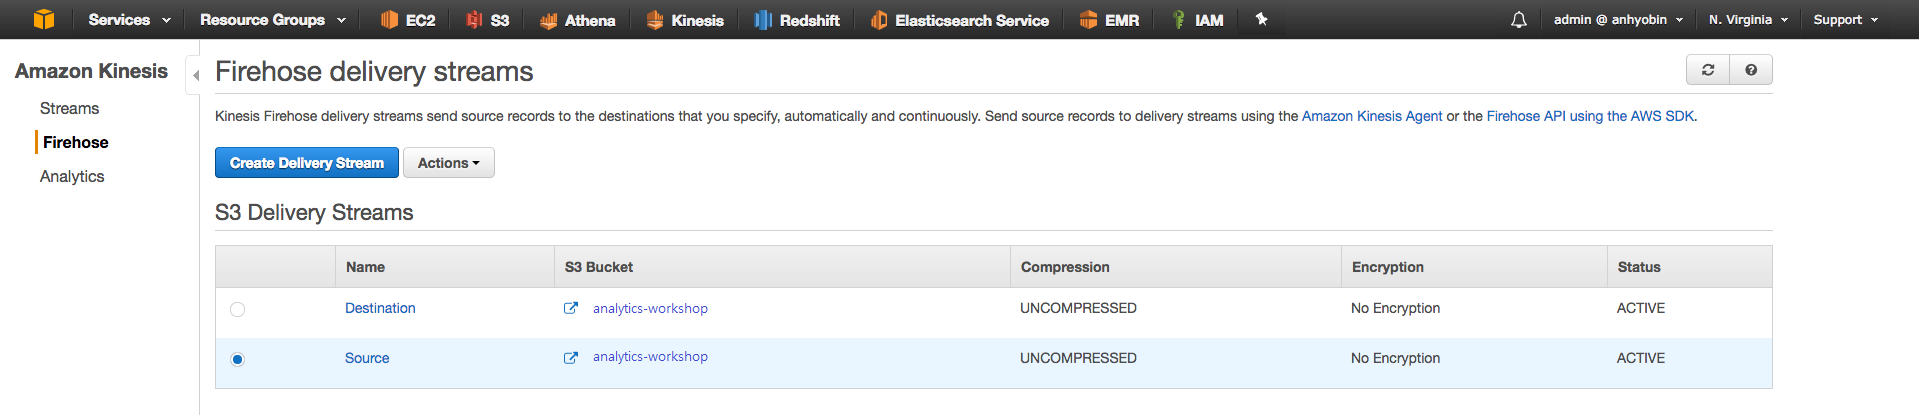 Services Resource Groups EC2 S3 Athena Kinesis Redshift Elasticsearch Service EMR IAM admin @ anhyobin N. Virginia Support
Amazon Kinesis
Streams
Firehose
Analytics
Firehose delivery streams
Kinesis Firehose delivery streams send source records to the destinations that you specify, automatically and continuously. Send source records to delivery streams using the Amazon Kinesis Agent or the Firehose API using the AWS SDK.
Create Delivery Stream Actions
S3 Delivery Streams
Name S3 Bucket Compression Encryption Status
Destination analytics-workshop UNCOMPRESSED No Encryption ACTIVE
Source analytics-workshop UNCOMPRESSED No Encryption ACTIVE